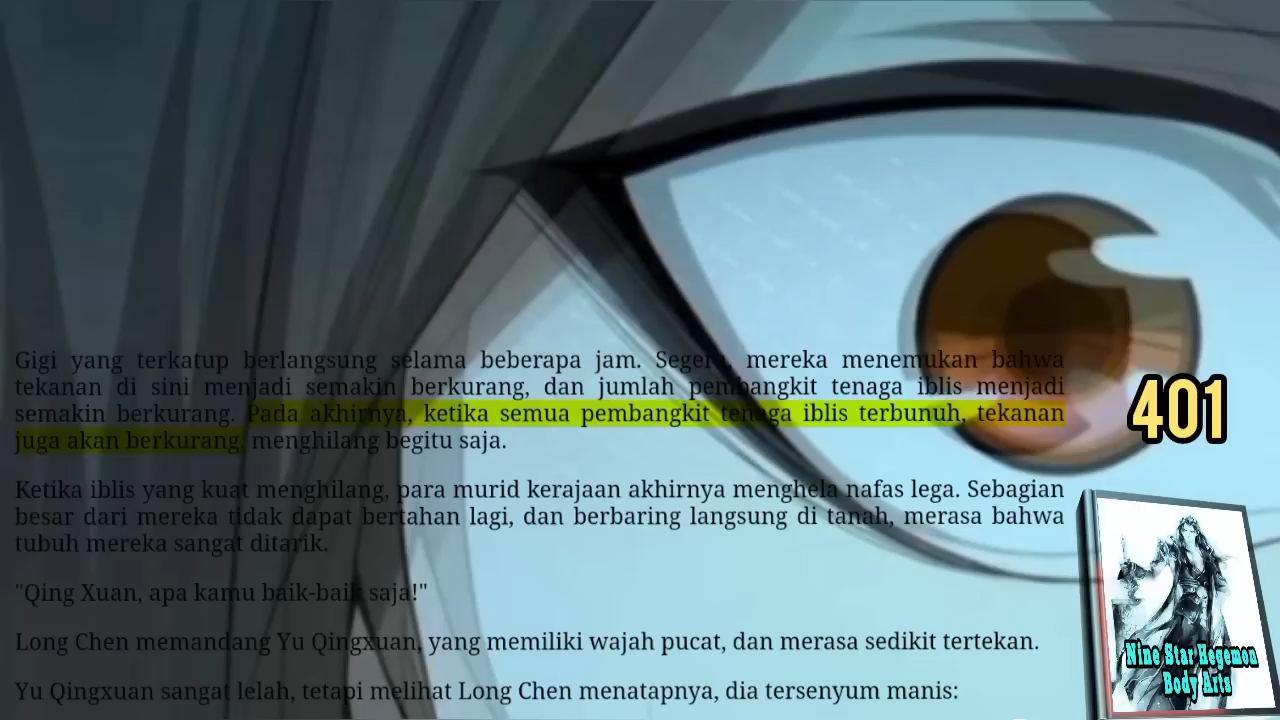 Gigi yang terkatup berlangsung selama beberapa jam. Segera, mereka menemukan bahwa
tekanan di sini menjadi semakin berkurang, dan jumlah pembangkit tenaga iblis menjadi
semakin berkurang. Pada akhirnya, ketika semua pembangkit tenaga iblis terbunuh, tekanan
juga akan berkurang. menghilang begitu saja.
Ketika iblis yang kuat menghilang, para murid kerajaan akhirnya menghela nafas lega. Sebagian
besar dari mereka tidak dapat bertahan lagi, dan berbaring langsung di tanah, merasa bahwa
tubuh mereka sangat ditarik.
"Qing Xuan, apa kamu baik-baik saja!"
Long Chen memandang Yu Qingxuan, yang memiliki wajah pucat, dan merasa sedikit tertekan.
Yu Qingxuan sangat lelah, tetapi melihat Long Chen menatapnya, dia tersenyum manis:
401
Nine Star Hegemon
Body Arts